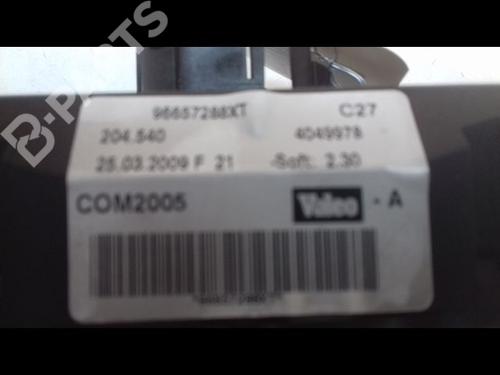 B-PARTS
96657288XT C27
204.540 4049978
25.03.2009 F 21 -Soft: 2.30
COM2005 Valeo - A